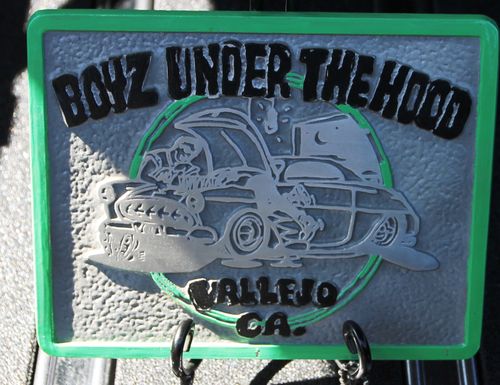 BOYZ UNDER THE HOOD
VALLEJO
CA.